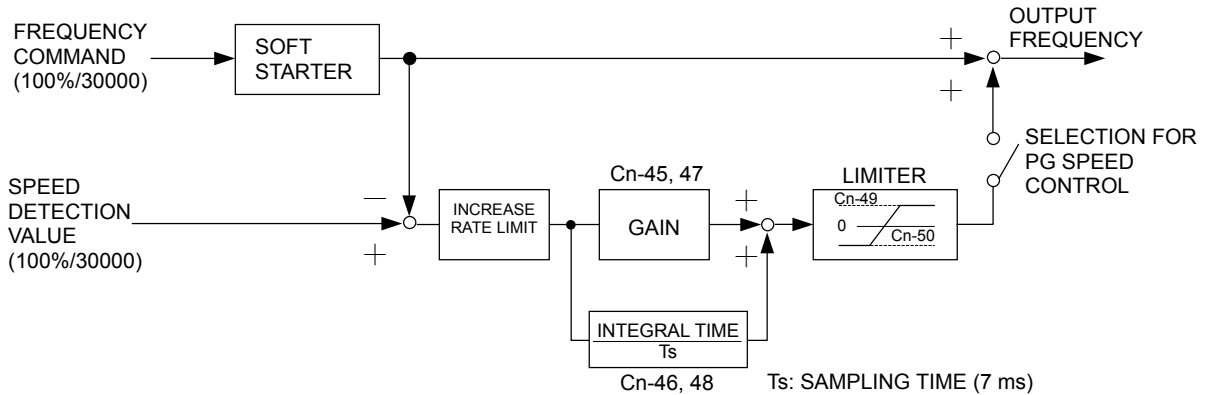 FREQUENCY
COMMAND
(100%/30000)
SOFT
STARTER
+
+
OUTPUT
FREQUENCY
SELECTION FOR
PG SPEED
CONTROL
SPEED
DETECTION
VALUE
(100%/30000)
−
+
INCREASE
RATE LIMIT
Cn-45, 47
GAIN
+
+
LIMITER
Cn-49
0
Cn-50
INTEGRAL TIME
Ts
Cn-46, 48
Ts: SAMPLING TIME (7 ms)